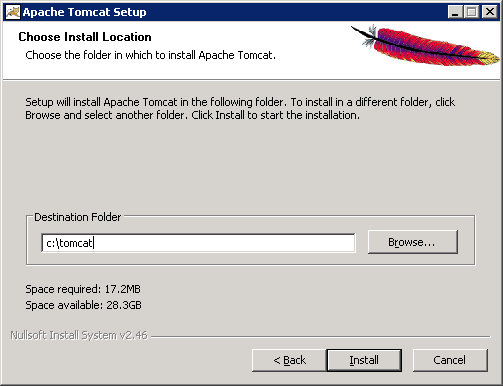 Apache Tomcat Setup
Choose Install Location
Choose the folder in which to install Apache Tomcat.
Setup will install Apache Tomcat in the following folder. To install in a different folder, click
Browse and select another folder. Click Install to start the installation.
Destination Folder
c:\tomcat
Browse...
Space required: 17.2MB
Space available: 28.3GB
Nullsoft Install System v2.46
< Back
Install
Cancel